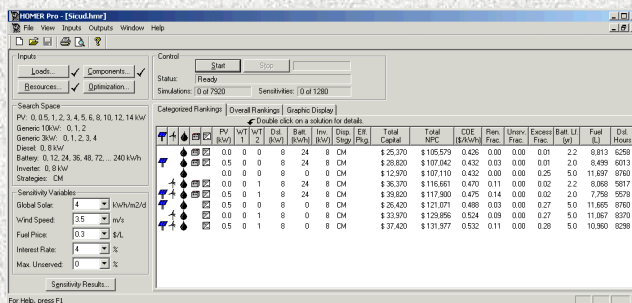 HOMER Pro - [Sicud.hmr]
File View Inputs Outputs Window Help
Inputs
Loads...
Components...
Resources...
Optimization...
Control
Start
Stop
Status: Ready
Simulations: 0 of 7920 Sensitivities: 0 of 1280
Search Space
PV: 0, 0.5, 1, 2, 3, 4, 5, 6, 8, 10, 12, 14 kW
Generic 10kW: 0, 1, 2
Generic 3kW: 0, 1, 2, 3, 4
Diesel: 0, 8 kW
Battery: 0, 12, 24, 36, 48, 72, ... 240 kWh
Inverter: 0, 8 kW
Strategies: CM
Sensitivity Variables
Global Solar: 4 kWh/m2/d
Wind Speed: 3.5 m/s
Fuel Price: 0.3 $/L
Interest Rate: 4 %
Max. Unserved: 0 %
Sensitivity Results...
Categorized Rankings Overall Rankings Graphic Display
Double click on a solution for details.
PV (kW) WT 1 WT 2 Dsl. (kW) Batt. (kWh) Inv. (kW) Disp. Strgy Eff. Pkg. Total Capital Total NPC COE ($/kWh) Ren. Frac. Unsrv. Frac. Excess Frac. Batt. Lf. (yr) Fuel (L) Dsl. Hours
0.0 0 0 8 24 8 CM $ 25,370 $ 105,579 0.426 0.00 0.00 0.01 2.2 8,813 6258
0.5 0 0 8 24 8 CM $ 28,820 $ 107,042 0.432 0.03 0.00 0.01 2.2 8,499 6013
0.0 0 0 8 0 0 CM $ 12,970 $ 107,110 0.432 0.00 0.00 0.25 5.0 11,697 8760
0.0 0 1 8 24 8 CM $ 36,370 $ 116,661 0.470 0.11 0.00 0.02 2.2 8,068 5817
0.5 0 1 8 24 8 CM $ 39,820 $ 117,900 0.475 0.14 0.00 0.02 2.0 7,758 5578
0.5 0 0 8 0 8 CM $ 26,420 $ 121,071 0.488 0.03 0.00 0.27 5.0 11,665 8760
0.0 0 1 8 0 8 CM $ 33,970 $ 129,856 0.524 0.09 0.00 0.27 5.0 11,067 8370
0.5 0 1 8 0 8 CM $ 37,420 $ 131,977 0.532 0.11 0.00 0.28 5.0 10,960 8298
For Help, press F1